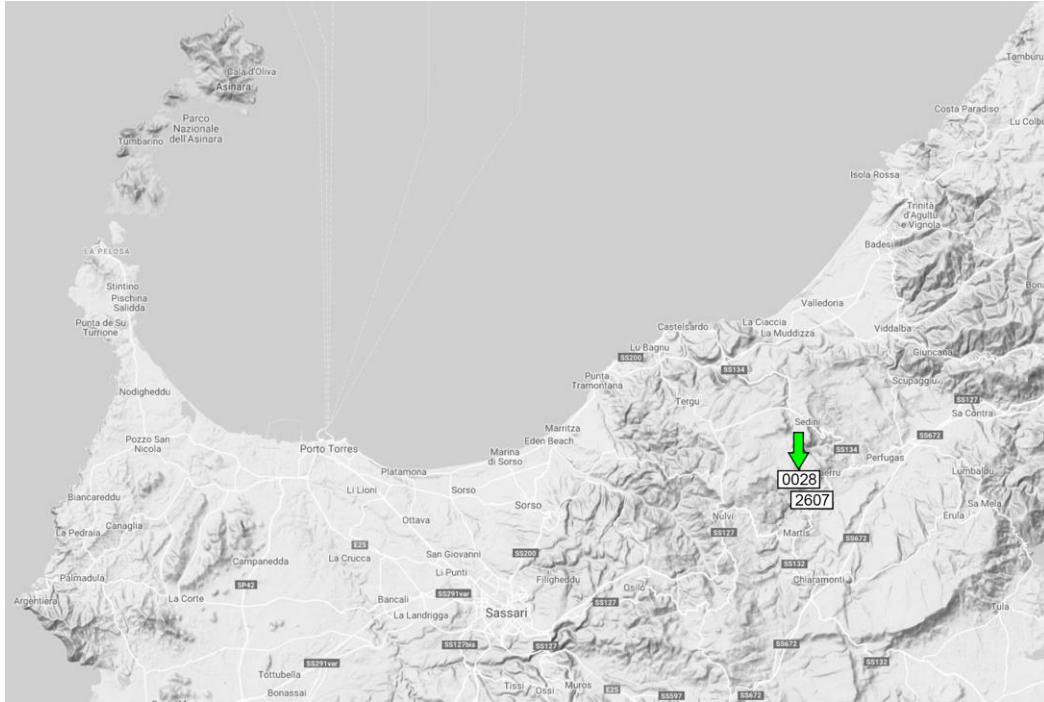 Cala d'Oliva
Asinara
Parco
Nazionale
dell'Asinara
Tumbarino
Tamburu
Costa Paradiso
Lu Colbu
Isola Rossa
Trinità
d'Agultu
e Vignola
Badesi
LA PELOSA
Stintino
Pischina
Salidda
Punta de Su
Turrione
Valledoria
La Ciaccia
La Muddizza
Viddalba
Castelsardo
Lu Bagnu
SS200
SS134
Giuncana
Scupaggiu
SS127
Sa Contra
Punta
Tramontana
Tergu
Nodigheddu
Sedini
SS672
SS134
Perfugas
Marritza
Eden Beach
Marina
di Sorso
Pozzo San
Nicola
Porto Torres
Platamona
Li Lioni
Sorso
Sorso
0028
2607
Lumbaldu
Sa Mela
Erula
Biancareddu
La Pedraia
Canaglia
Ottava
Nulvi
SS127
Martis
SS672
E25
La Crucca
San Giovanni
SS200
Campanedda
SP42
Li Punti
Filigheddu
Osilo
SS132
Chiaramonti
Palmadula
Argentiera
La Corte
Bancali
SS291var
La Landrigga
Sassari
SS127
Tula
SS127bis
SS127
SS672
SS132
SS291var
Tottubella
Bonassai
Tissi
Ossi
Muros
E25
SS597
SS672